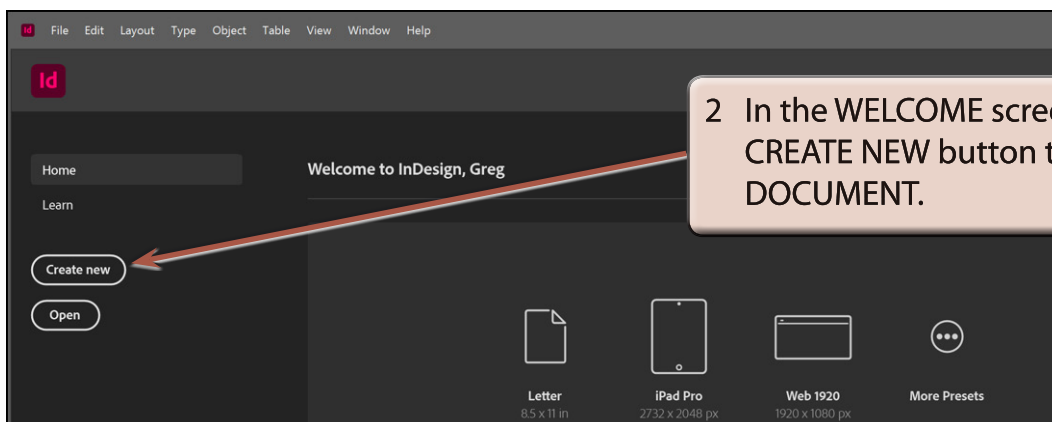 Id File Edit Layout Type Object Table View Window Help
Id
2 In the WELCOME
CREATE NEW button
DOCUMENT.
Home
Welcome to InDesign, Greg
Learn
Create new
Open
Letter iPad Pro Web 1920 More Presets
8.5 x 11 in 2732 x 2048 px 1920 x 1080 px